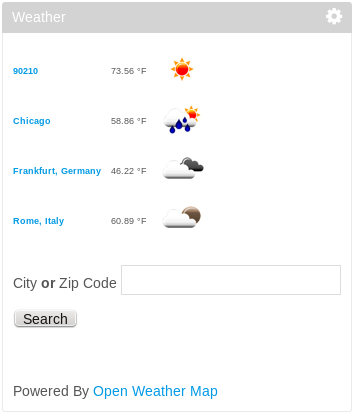 Weather
90210 73.56 °F
Chicago 58.86 °F
Frankfurt, Germany 46.22 °F
Rome, Italy 60.89 °F
City or Zip Code
Search
Powered By Open Weather Map